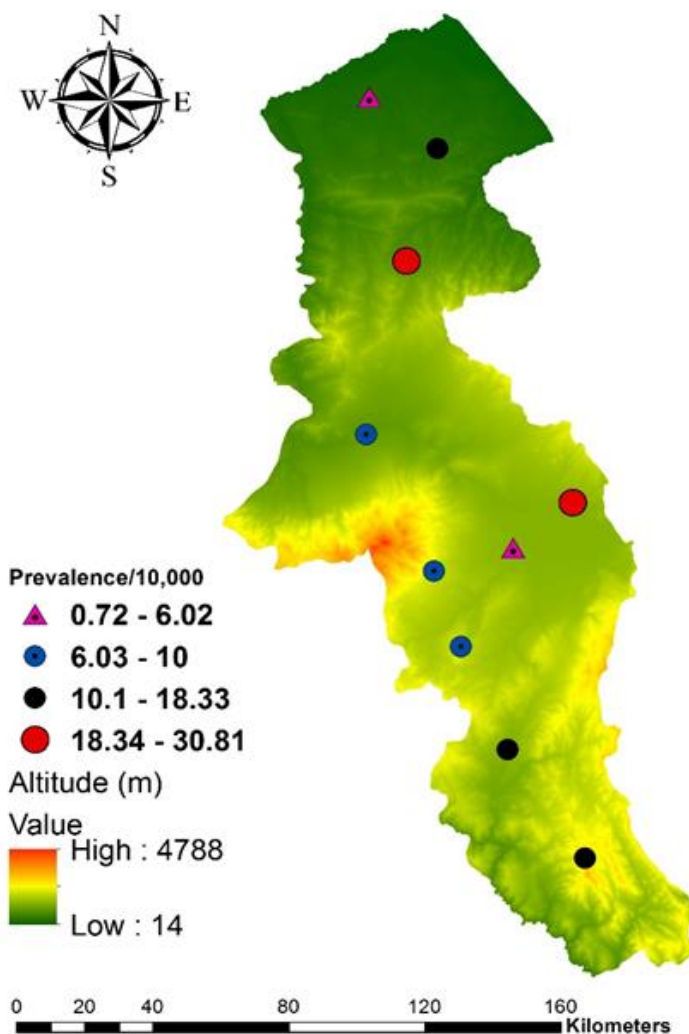 N
W E
S
Prevalence/10,000
0.72 - 6.02
6.03 - 10
10.1 - 18.33
18.34 - 30.81
Altitude (m)
Value
High : 4788
Low : 14
0 20 40 80 120 160
Kilometers